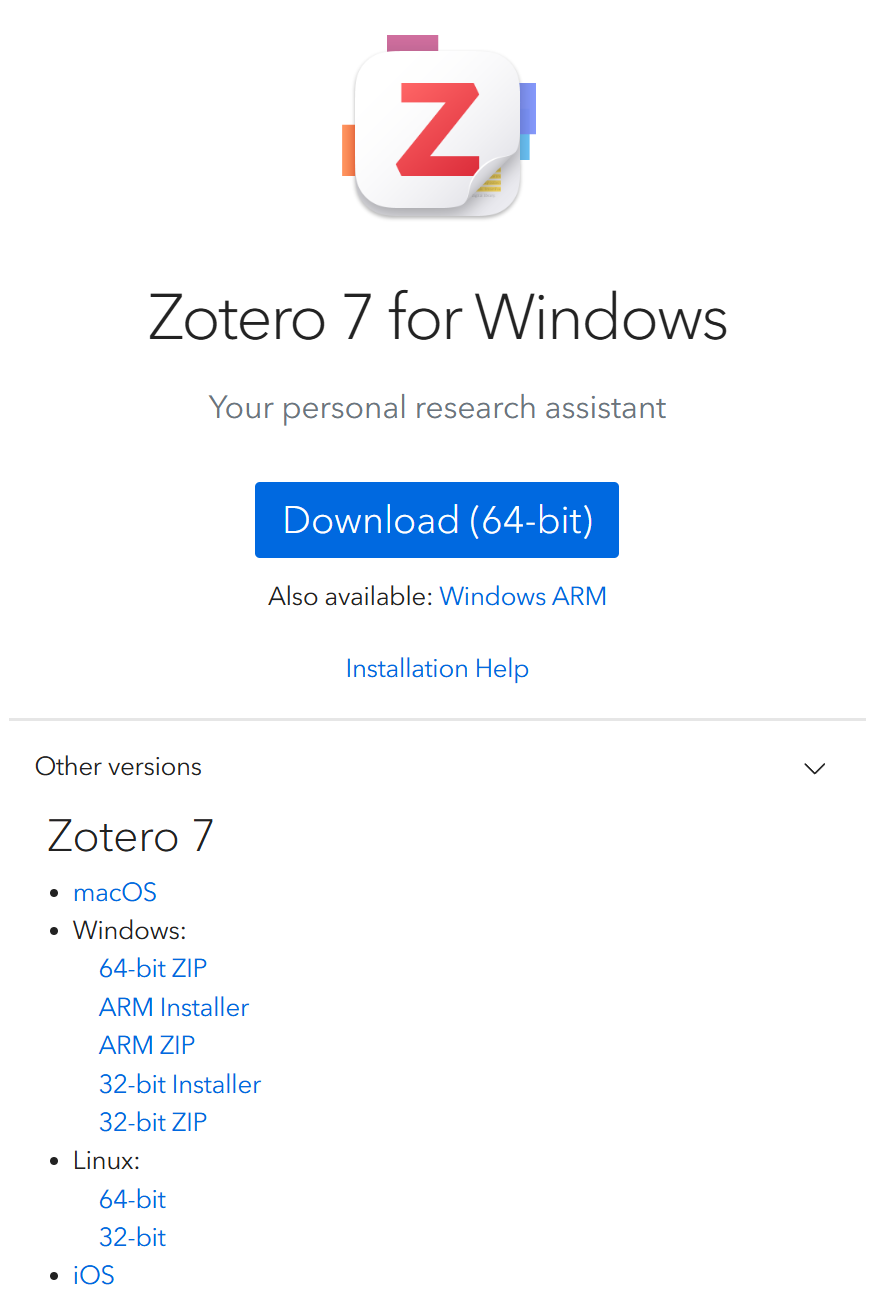 Z
Zotero 7 for Windows
Your personal research assistant
Download (64-bit)
Also available: Windows ARM
Installation Help
Other versions
Zotero 7
• macOS
• Windows:
64-bit ZIP
ARM Installer
ARM ZIP
32-bit Installer
32-bit ZIP
• Linux:
64-bit
32-bit
• iOS